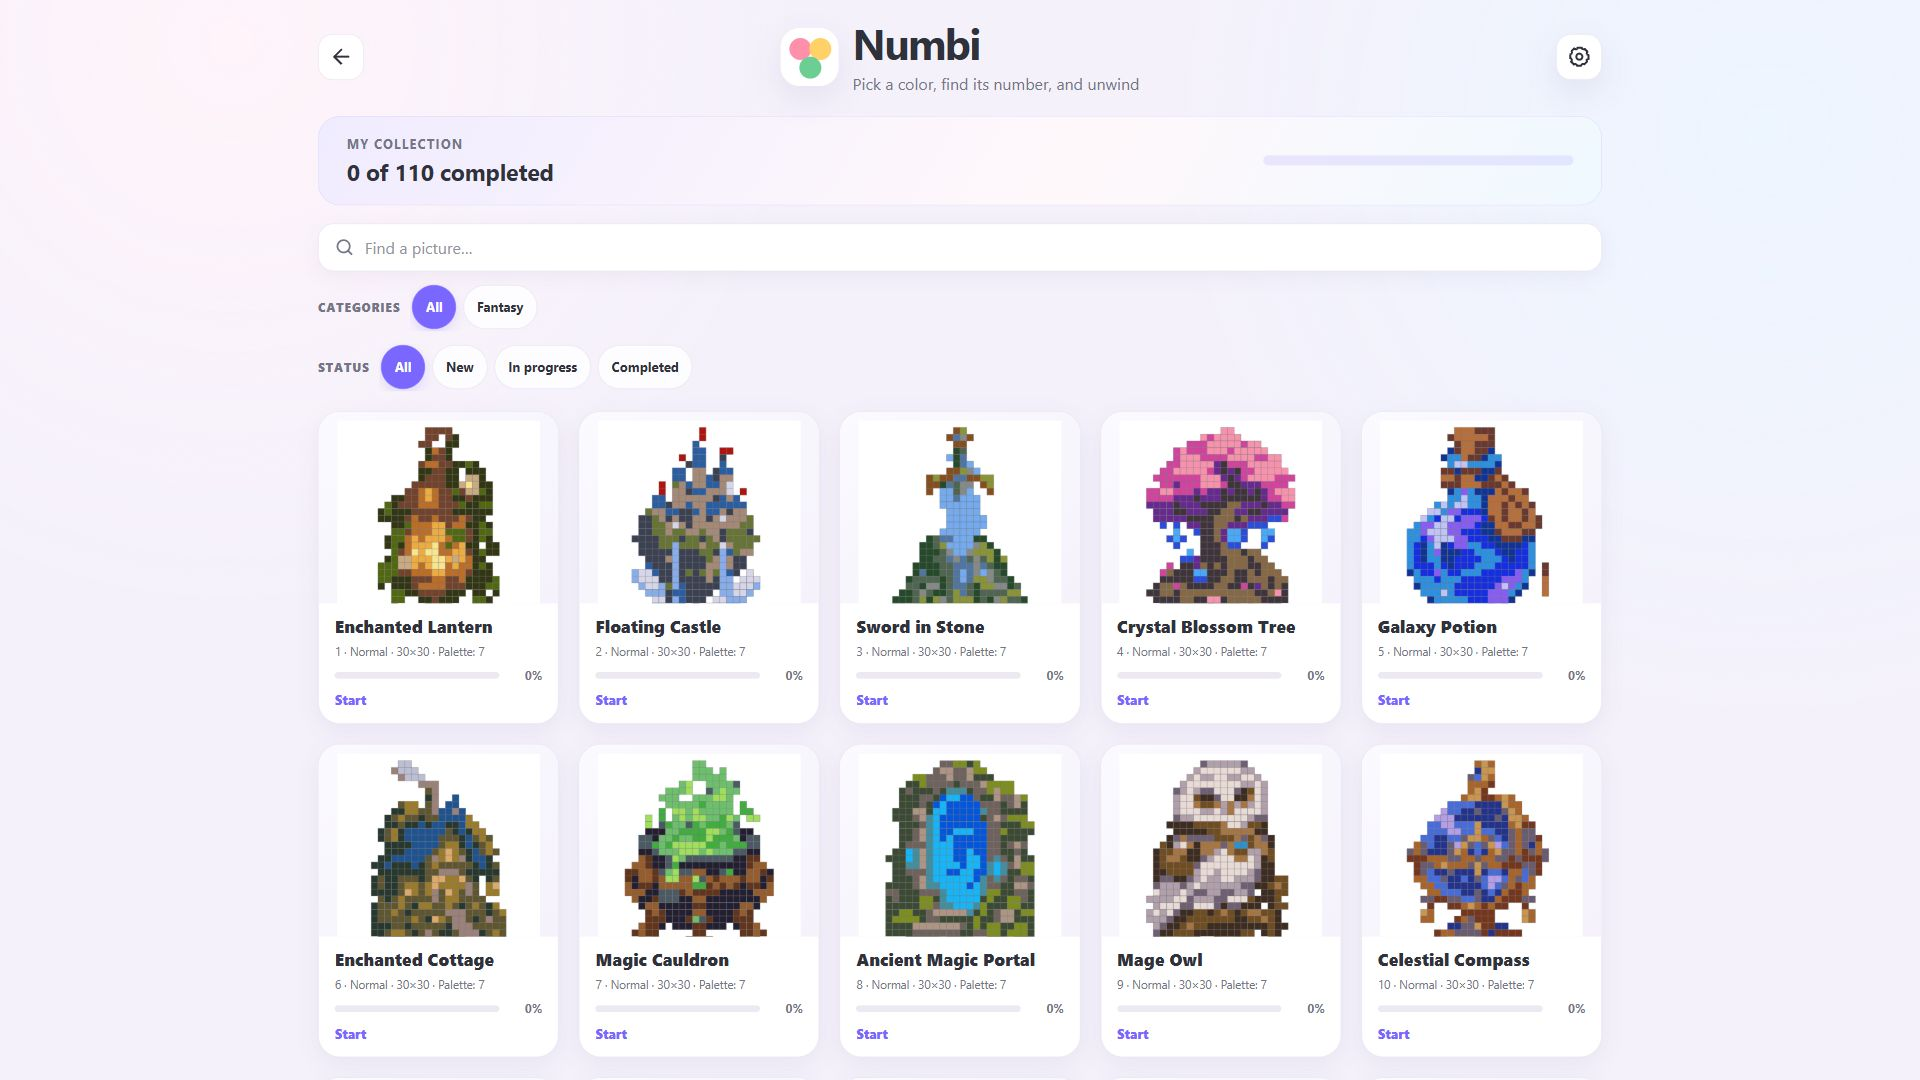 Numbi
Pick a color, find its number, and unwind
MY COLLECTION
0 of 110 completed
Find a picture...
CATEGORIES All Fantasy
STATUS All New In progress Completed
Enchanted Lantern
1 · Normal · 30×30 · Palette: 7
0%
Start
Floating Castle
2 · Normal · 30×30 · Palette: 7
0%
Start
Sword in Stone
3 · Normal · 30×30 · Palette: 7
0%
Start
Crystal Blossom Tree
4 · Normal · 30×30 · Palette: 7
0%
Start
Galaxy Potion
5 · Normal · 30×30 · Palette: 7
0%
Start
Enchanted Cottage
6 · Normal · 30×30 · Palette: 7
0%
Start
Magic Cauldron
7 · Normal · 30×30 · Palette: 7
0%
Start
Ancient Magic Portal
8 · Normal · 30×30 · Palette: 7
0%
Start
Mage Owl
9 · Normal · 30×30 · Palette: 7
0%
Start
Celestial Compass
10 · Normal · 30×30 · Palette: 7
0%
Start